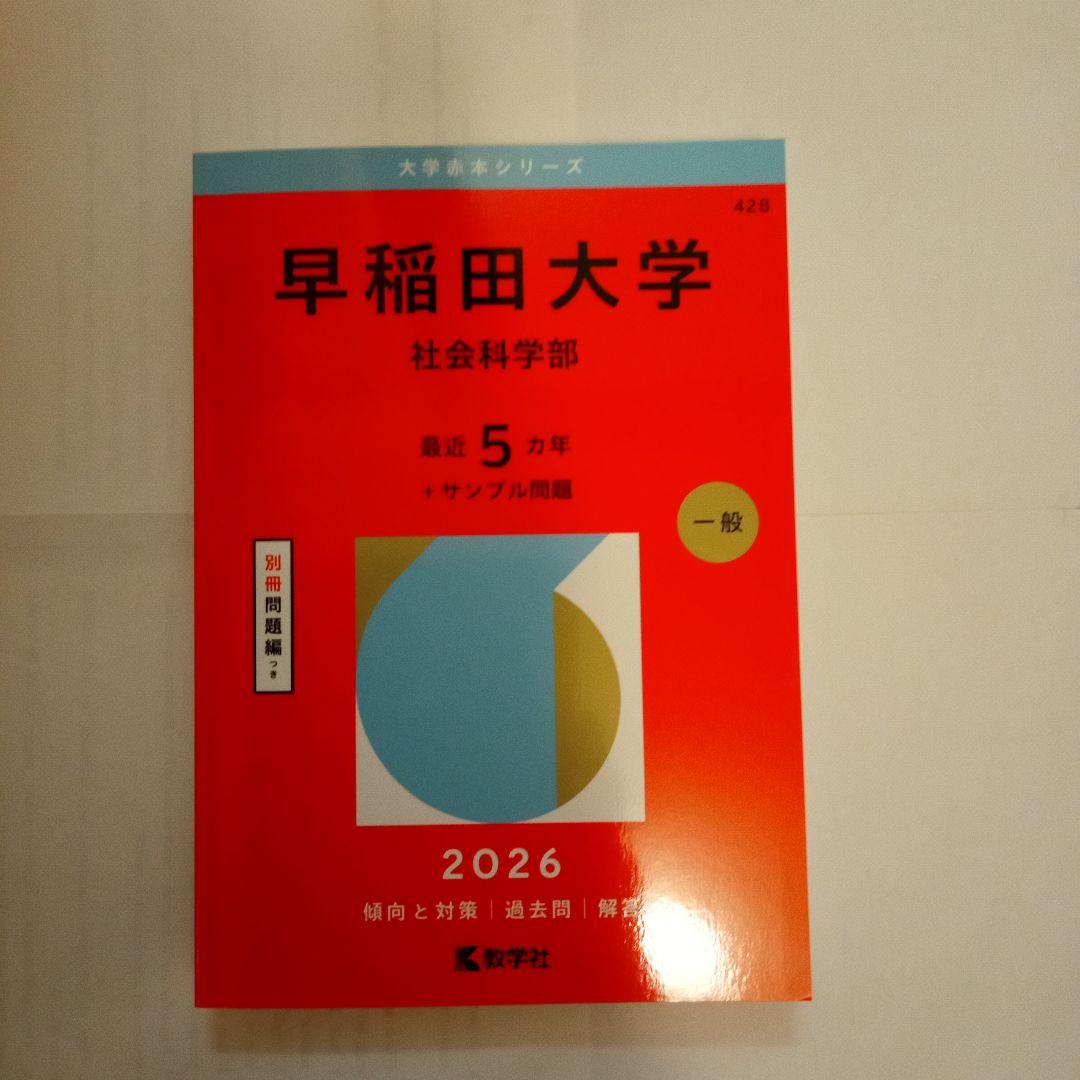 大学赤本シリーズ
428
早稲田大学
社会科学部
最近 5 カ年
+サンプル問題
一般
別冊問題編つき
2026
傾向と対策｜過去問｜解答
教学社